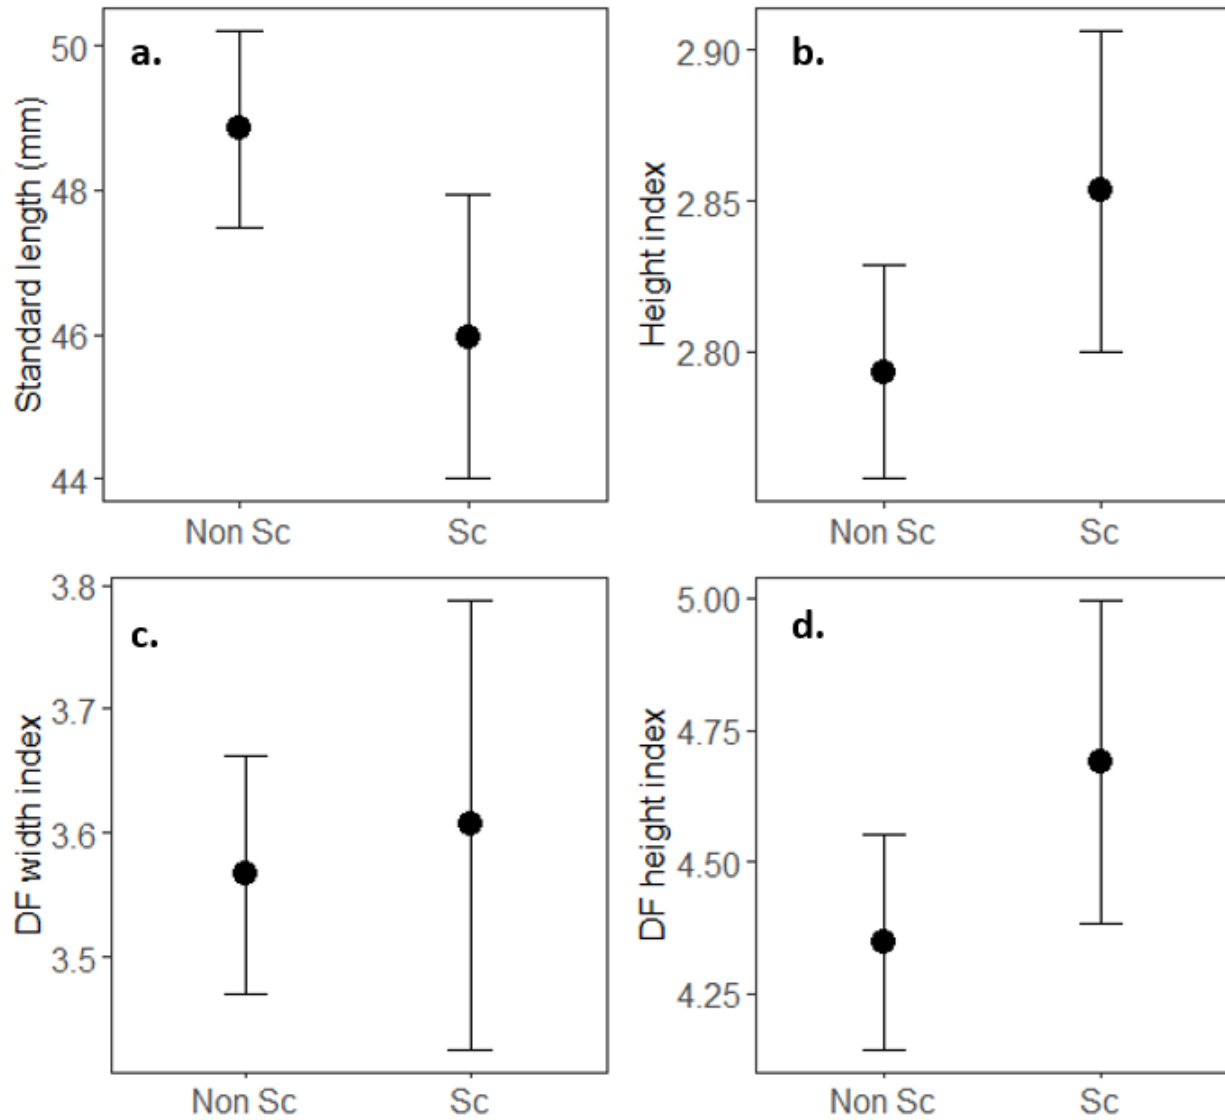 a.
Standard length (mm)
50
48
46
44
Non Sc
Sc
b.
Height index
2.90
2.85
2.80
Non Sc
Sc
c.
DF width index
3.8
3.7
3.6
3.5
Non Sc
Sc
d.
DF height index
5.00
4.75
4.50
4.25
Non Sc
Sc